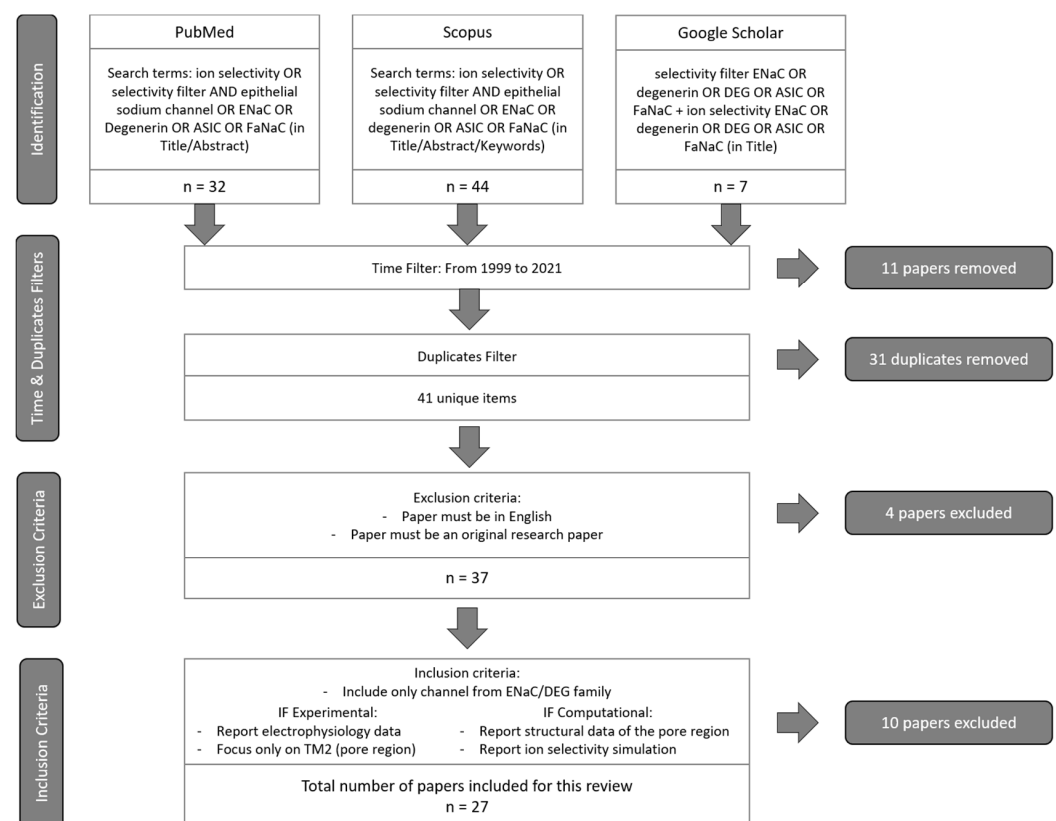 Identification
PubMed
Search terms: ion selectivity OR
selectivity filter AND epithelial
sodium channel OR ENaC OR
Degenerin OR ASIC OR FaNaC (in
Title/Abstract)
n = 32
Scopus
Search terms: ion selectivity OR
selectivity filter AND epithelial
sodium channel OR ENaC OR
degenerin OR ASIC OR FaNaC (in
Title/Abstract/Keywords)
n = 44
Google Scholar
selectivity filter ENaC OR
degenerin OR DEG OR ASIC OR
FaNaC + ion selectivity ENaC OR
degenerin OR DEG OR ASIC OR
FaNaC (in Title)
n = 7
Time & Duplicates Filters
Time Filter: From 1999 to 2021
11 papers removed
Duplicates Filter
41 unique items
31 duplicates removed
Exclusion Criteria
Exclusion criteria:
- Paper must be in English
- Paper must be an original research paper
n = 37
4 papers excluded
Inclusion Criteria
Inclusion criteria:
- Include only channel from ENaC/DEG family
IF Experimental:
- Report electrophysiology data
- Focus only on TM2 (pore region)
IF Computational:
- Report structural data of the pore region
- Report ion selectivity simulation
Total number of papers included for this review
n = 27
10 papers excluded